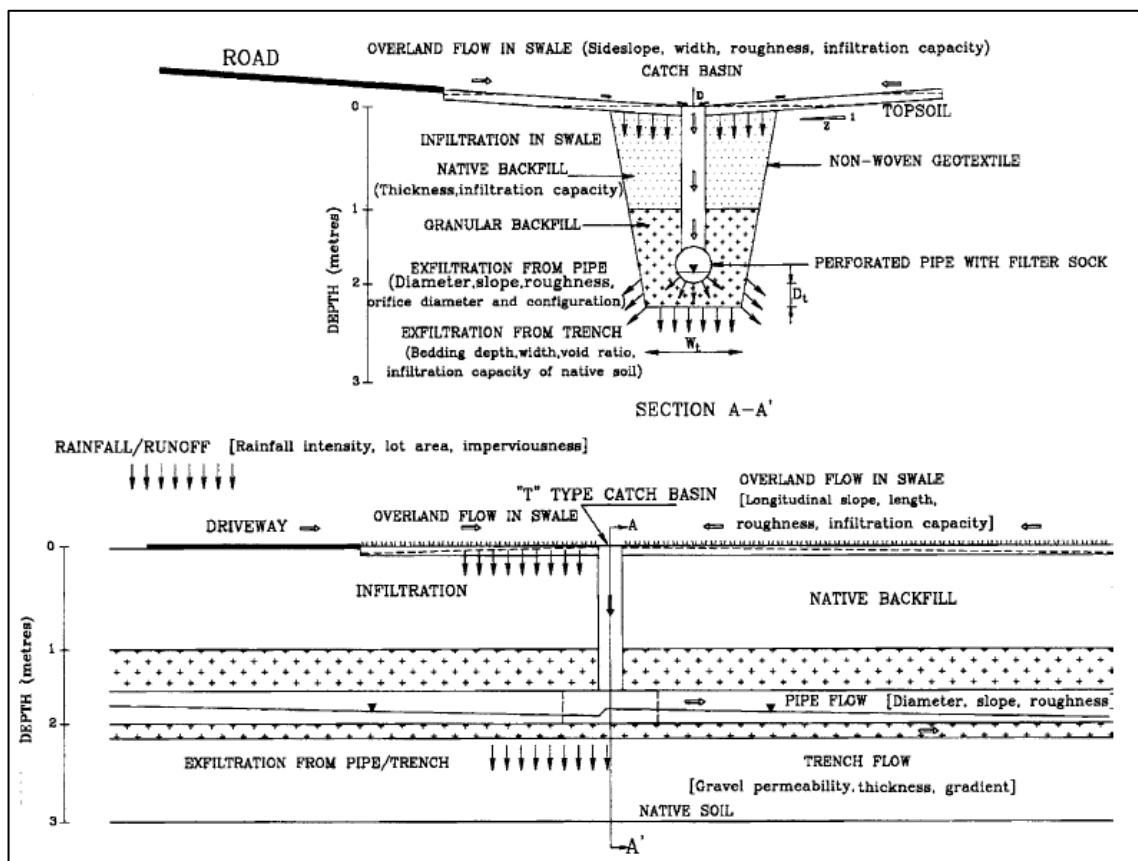 OVERLAND FLOW IN SWALE (Sideslope, width, roughness, infiltration capacity)
ROAD
CATCH BASIN
D
0
TOPSOIL
1
Z
INFILTRATION IN SWALE
NON-WOVEN GEOTEXTILE
NATIVE BACKFILL
(Thickness,infiltration capacity)
1
GRANULAR BACKFILL
DEPTH (metres)
EXFILTRATION FROM PIPE
PERFORATED PIPE WITH FILTER SOCK
(Diameter,slope,roughness,
2
orifice diameter and configuration)
Dt
EXFILTRATION FROM TRENCH
(Bedding depth,width,void ratio,
Wt
infiltration capacity of native soil)
3
SECTION A-A'
RAINFALL/RUNOFF [Rainfall intensity, lot area, imperviousness]
"T" TYPE CATCH BASIN
OVERLAND FLOW IN SWALE
[Longitudinal slope, length,
roughness, infiltration capacity]
DRIVEWAY
OVERLAND FLOW IN SWALE
A
0
INFILTRATION
NATIVE BACKFILL
DEPTH (metres)
1
PIPE FLOW [Diameter, slope, roughness]
2
EXFILTRATION FROM PIPE/TRENCH
TRENCH FLOW
[Gravel permeability,thickness, gradient]
NATIVE SOIL
3
A'